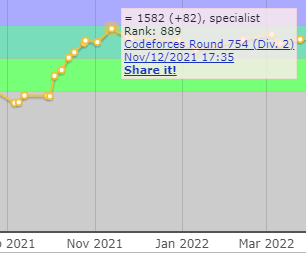 = 1582 (+82), specialist
Rank: 889
Codeforces Round 754 (Div. 2)
Nov/12/2021 17:35
Share it!
2021 Nov 2021 Jan 2022 Mar 2022